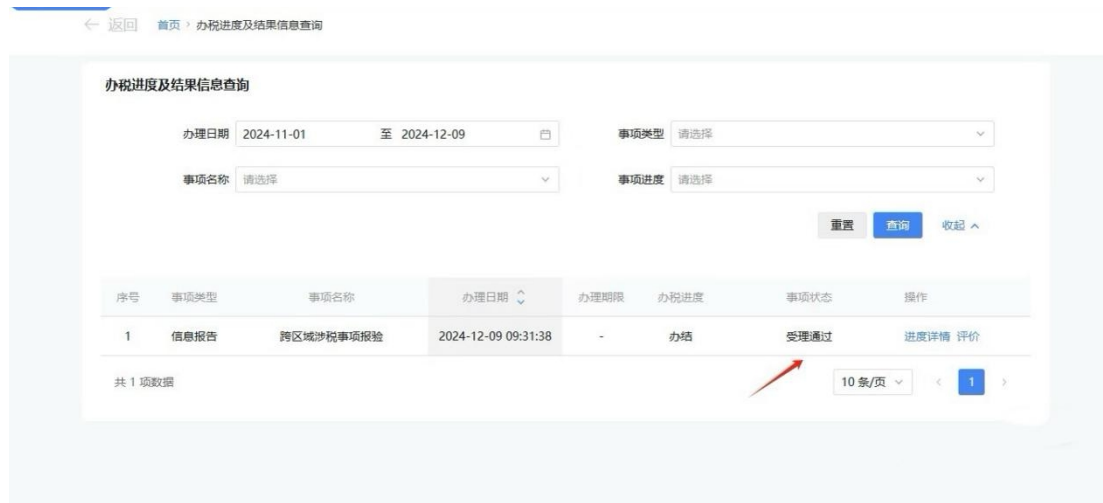 返回 首页 › 办税进度及结果信息查询
办税进度及结果信息查询
办理日期 2024-11-01 至 2024-12-09 事项类型 请选择
事项名称 请选择 事项进度 请选择
重置 查询 收起
序号 事项类型 事项名称 办理日期 办理期限 办税进度 事项状态 操作
1 信息报告 跨区域涉税事项报验 2024-12-09 09:31:38 - 办结 受理通过 进度详情 评价
共 1 项数据 10 条/页 1